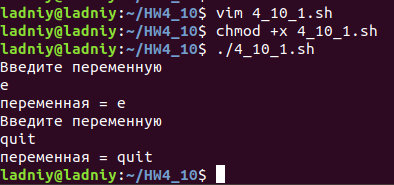 ladniy@ladniy:~/HW4_10$ vim 4_10_1.sh
ladniy@ladniy:~/HW4_10$ chmod +x 4_10_1.sh
ladniy@ladniy:~/HW4_10$ ./4_10_1.sh
Введите переменную
e
переменная = e
Введите переменную
quit
переменная = quit
ladniy@ladniy:~/HW4_10$